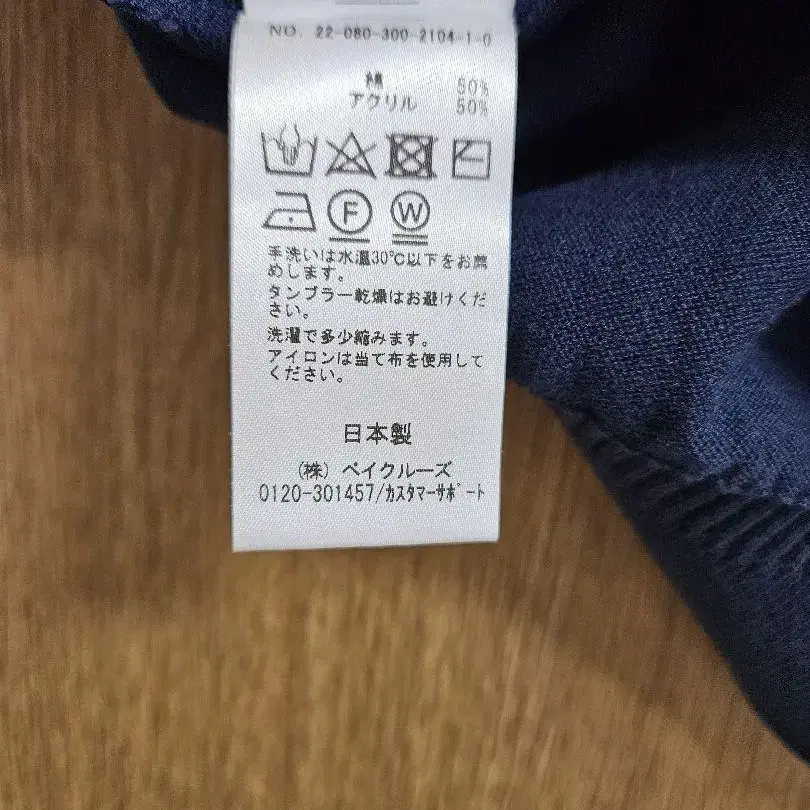 NO. 22-080-300-2104-1-0
綿 50%
アクリル 50%
F W
手洗いは水温30℃以下をお薦
めします。
タンブラー乾燥はお避けくだ
さい。
洗濯で多少縮みます。
アイロンは当て布を使用して
ください。
日本製
(株) ベイクルーズ
0120-301457/カスタマーサポート